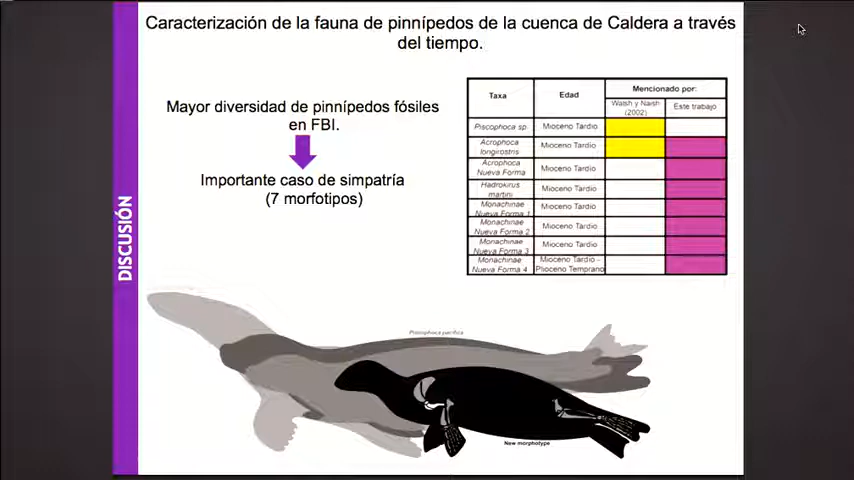 Caracterización de la fauna de pinnípedos de la cuenca de Caldera a través
del tiempo.
Mayor diversidad de pinnípedos fósiles
en FBI.
Importante caso de simpatría
(7 morfotipos)
DISCUSIÓN
Taxa
Edad
Mencionado por:
Walsh y Naish
(2002)
Este trabajo
Piscophoca sp.
Mioceno Tardío
Acrophoca
longirostris
Mioceno Tardío
Acrophoca
Nueva Forma
Mioceno Tardío
Hadrokirus
martini
Mioceno Tardío
Monachinae
Nueva Forma 1
Mioceno Tardío
Monachinae
Nueva Forma 2
Mioceno Tardío
Monachinae
Nueva Forma 3
Mioceno Tardío
Monachinae
Nueva Forma 4
Mioceno Tardío -
Plioceno Temprano
Piscophoca pacifica
New morphotype